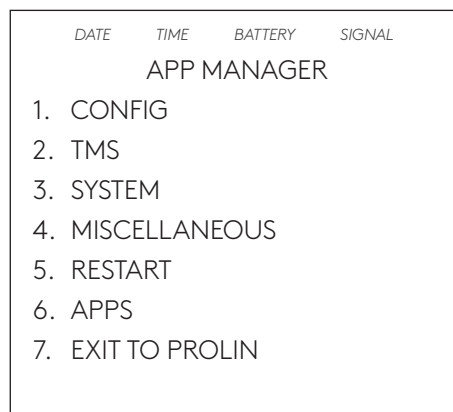 DATE TIME BATTERY SIGNAL
APP MANAGER
1. CONFIG
2. TMS
3. SYSTEM
4. MISCELLANEOUS
5. RESTART
6. APPS
7. EXIT TO PROLIN